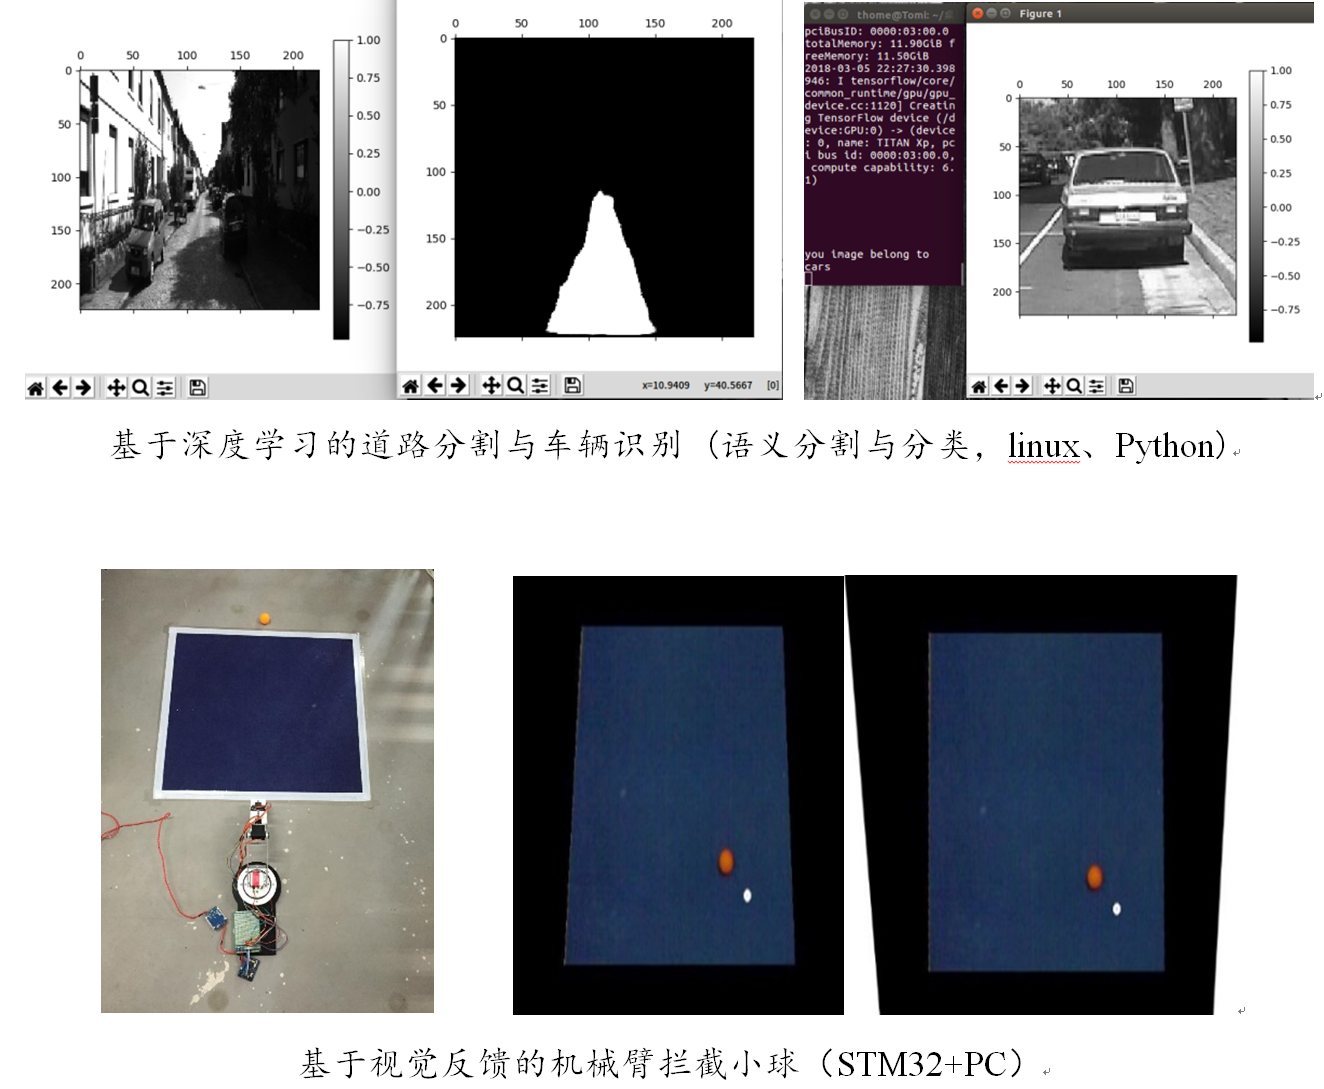 0 100 200
0
50
100
150
200
1.00
0.75
0.50
0.25
0.00
−0.25
−0.50
−0.75
0 50 100 150 200
0
50
100
150
200
x=10.9409 y=40.5667 [0]
thome@Tomi: ~/
pciBusID: 0000:03:00.0
totalMemory: 11.90GiB f
reeMemory: 11.50GiB
2018-03-05 22:27:30.398
946: I tensorflow/core/
common_runtime/gpu/gpu_
device.cc:1120] Creatin
g TensorFlow device (/d
evice:GPU:0) -> (device
: 0, name: TITAN Xp, pc
i bus id: 0000:03:00.0,
compute capability: 6.
1)
you image belong to
cars
Figure 1
0 50 100 150 200
0
50
100
150
200
1.00
0.75
0.50
0.25
0.00
−0.25
−0.50
−0.75
基于深度学习的道路分割与车辆识别（语义分割与分类，linux、Python）
基于视觉反馈的机械臂拦截小球（STM32+PC）